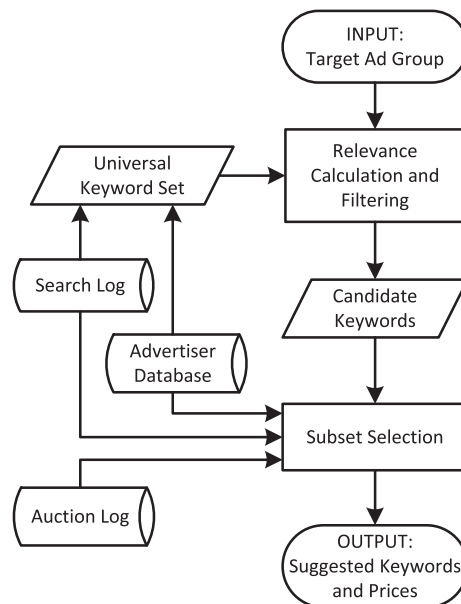 INPUT:
Target Ad Group
Universal
Keyword Set
Relevance
Calculation and
Filtering
Search Log
Candidate
Keywords
Advertiser
Database
Subset Selection
Auction Log
OUTPUT:
Suggested Keywords
and Prices